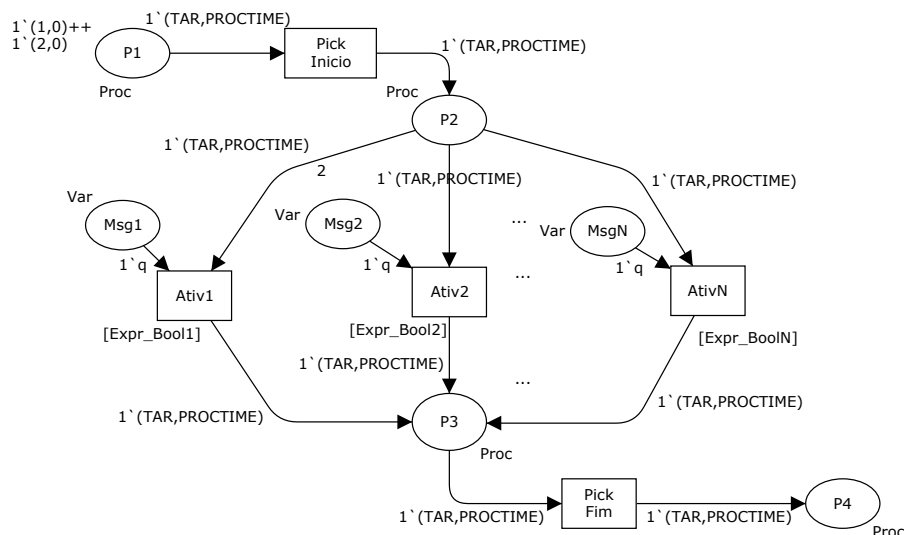 1`(1,0)++
1`(2,0)
1`(TAR,PROCTIME)
P1
Proc
Pick
Inicio
1`(TAR,PROCTIME)
Proc
P2
1`(TAR,PROCTIME)
2
1`(TAR,PROCTIME)
1`(TAR,PROCTIME)
Var
Msg1
1`q
Var
Msg2
1`q
...
Var
MsgN
1`q
Ativ1
[Expr_Bool1]
Ativ2
[Expr_Bool2]
...
AtivN
[Expr_BoolN]
1`(TAR,PROCTIME)
1`(TAR,PROCTIME)
...
1`(TAR,PROCTIME)
P3
Proc
1`(TAR,PROCTIME)
Pick
Fim
1`(TAR,PROCTIME)
P4
Proc